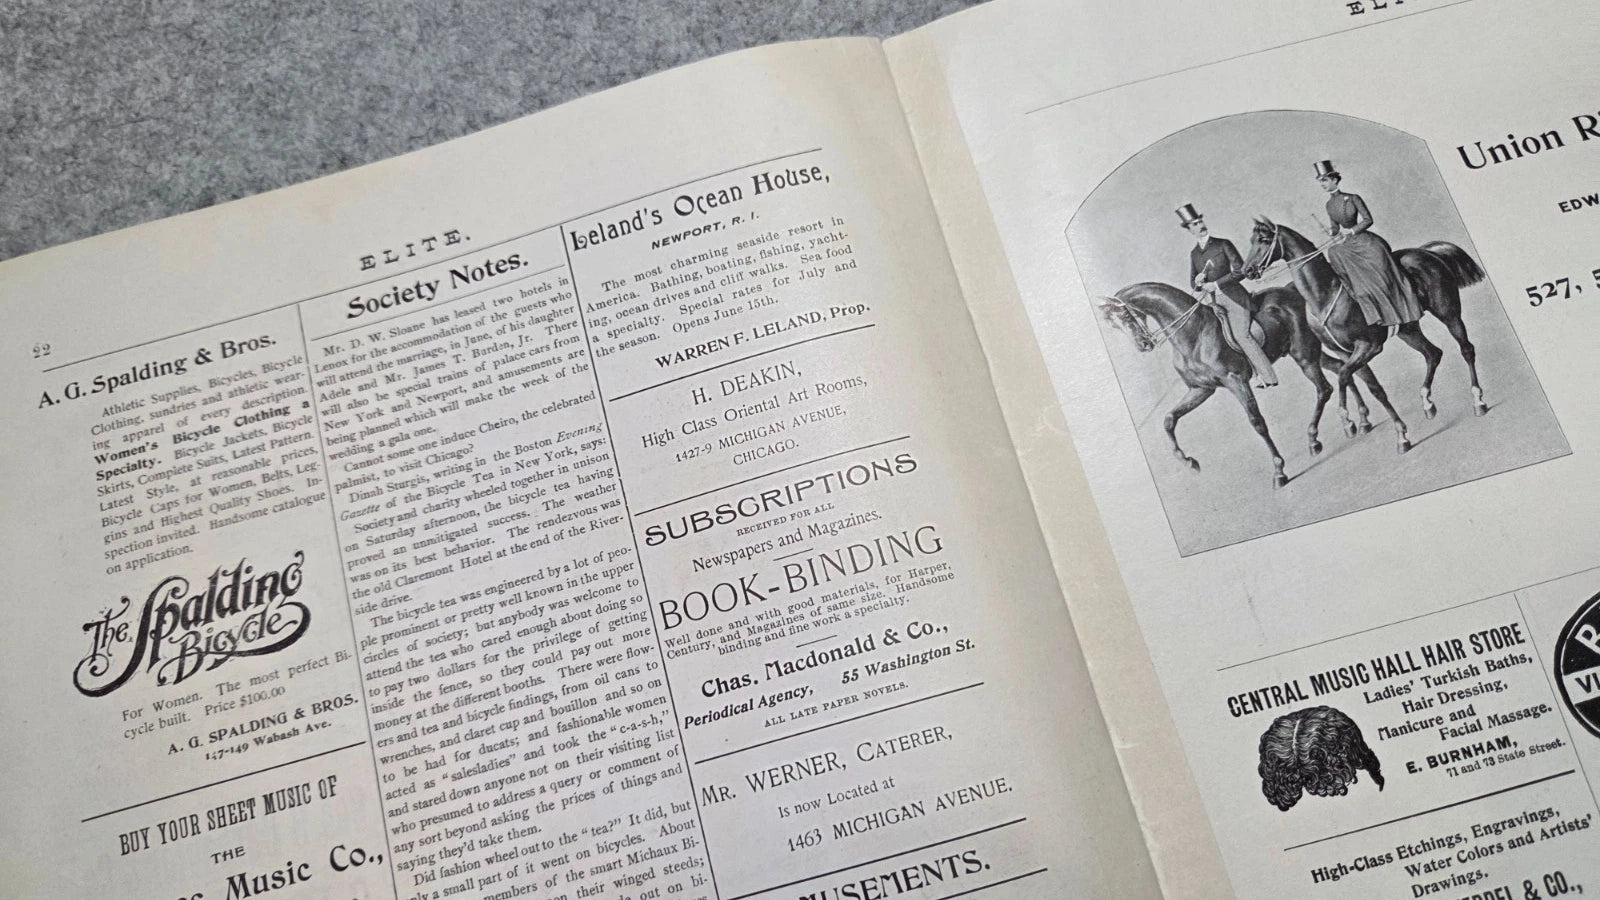 22
ELITE.
A. G. Spalding & Bros.
Athletic Supplies, Bicycles, Bicycle
Clothing, sundries and athletic wear-
ing apparel of every description.
Women's Bicycle Clothing a
Specialty. Bicycle Jackets, Bicycle
Skirts, Complete Suits, Latest Pattern.
Latest Style, at reasonable prices,
Bicycle Caps for Women, Belts, Leg-
gins and Highest Quality Shoes. In-
spection invited. Handsome catalogue
on application.
The Spalding
Bicycle
For Women. The most perfect Bi-
cycle built. Price $100.00
A. G. SPALDING & BROS.
147-149 Wabash Ave.
BUY YOUR SHEET MUSIC OF
THE
Music Co.,
Society Notes.
Mr. D. W. Sloane has leased two hotels in
Lenox for the accommodation of the guests who
will attend the marriage, in June, of his daughter
Adele and Mr. James T. Burden, Jr. There
will also be special trains of palace cars from
New York and Newport, and amusements are
being planned which will make the week of the
wedding a gala one.
Cannot some one induce Cheiro, the celebrated
palmist, to visit Chicago?
Dinah Sturgis, writing in the Boston Evening
Gazette of the Bicycle Tea in New York, says:
Society and charity wheeled together in unison
on Saturday afternoon, the bicycle tea having
proved an unmitigated success. The weather
was on its best behavior. The rendezvous was
the old Claremont Hotel at the end of the River-
side drive.
The bicycle tea was engineered by a lot of peo-
ple prominent or pretty well known in the upper
circles of society; but anybody was welcome to
attend the tea who cared enough about doing so
to pay two dollars for the privilege of getting
inside the fence, so they could pay out more
money at the different booths. There were flow-
ers and tea and bicycle findings, from oil cans to
wrenches, and claret cup and bouillon and so on
to be had for ducats; and fashionable women
acted as "salesladies" and took the "c-a-s-h,"
and stared down anyone not on their visiting list
who presumed to address a query or comment of
any sort beyond asking the prices of things and
saying they'd take them.
Did fashion wheel out to the "tea?" It did, but
only a small part of it went on bicycles. About
members of the smart Michaux Bi-
on their winged steeds;
out on bi-
Leland's Ocean House,
NEWPORT, R. I.
The most charming seaside resort in
America. Bathing, boating, fishing, yacht-
ing, ocean drives and cliff walks. Sea food
a specialty. Special rates for July and
the season. Opens June 15th.
WARREN F. LELAND, Prop.
H. DEAKIN,
High Class Oriental Art Rooms,
1427-9 MICHIGAN AVENUE,
CHICAGO.
SUBSCRIPTIONS
RECEIVED FOR ALL
Newspapers and Magazines.
BOOK-BINDING
Well done and with good materials, for Harper,
Century, and Magazines of same size. Handsome
binding and fine work a specialty.
Chas. Macdonald & Co.,
Periodical Agency, 55 Washington St.
ALL LATE PAPER NOVELS.
MR. WERNER, CATERER,
Is now Located at
1463 MICHIGAN AVENUE.
MUSEMENTS.
Union
EDW
527,
CENTRAL MUSIC HALL HAIR STORE
Ladies' Turkish Baths,
Hair Dressing,
Manicure and
Facial Massage.
E. BURNHAM,
71 and 73 State Street.
High-Class Etchings, Engravings,
Water Colors and Artists'
Drawings.
& CO.,